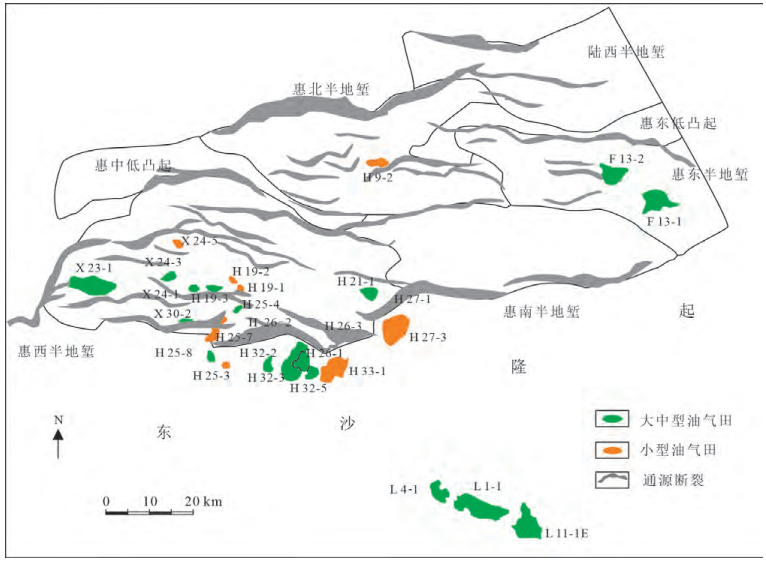 陆西半地堑
惠北半地堑
惠东低凸起
惠中低凸起
F 13-2
惠东半地堑
H 9-2
F 13-1
X 24-5
X 23-1
X 24-3
H 19-2
H 19-1
H 21-1
H 27-1
X 24-1
H 19-3
H 25-4
惠南半地堑
起
X 30-2
H 26-2
H 26-3
H 27-3
惠西半地堑
H 25-7
H 25-8
H 32-2
H 26-1
H 25-3
H 32-3
H 33-1
隆
H 32-5
东
沙
N
大中型油气田
小型油气田
通源断裂
0
10
20 km
L 4-1
L 1-1
L 11-1E